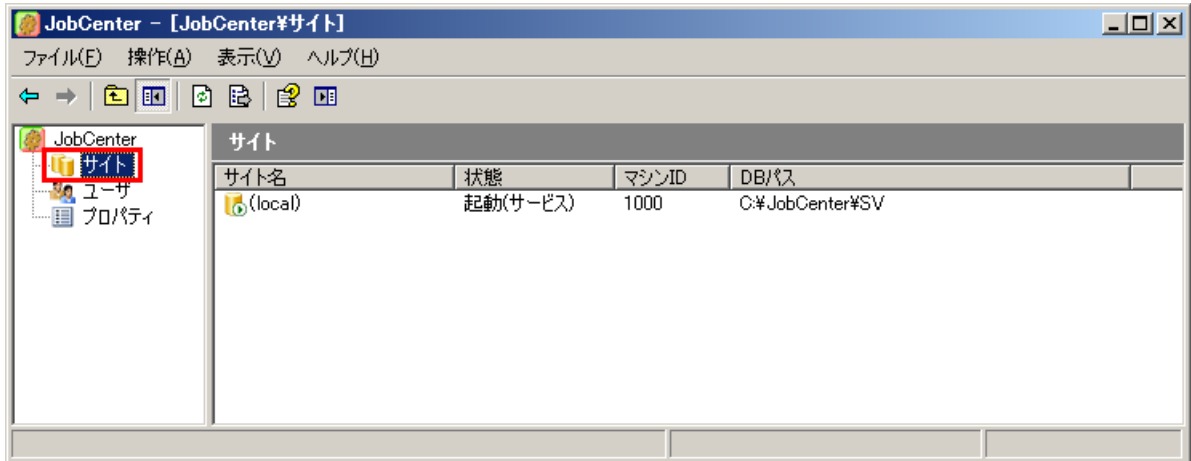 JobCenter - [JobCenter¥サイト]
ファイル(F) 操作(A) 表示(V) ヘルプ(H)
JobCenter
サイト
ユーザ
プロパティ
サイト
サイト名 状態 マシンID DBパス
(local) 起動(サービス) 1000 C:¥JobCenter¥SV